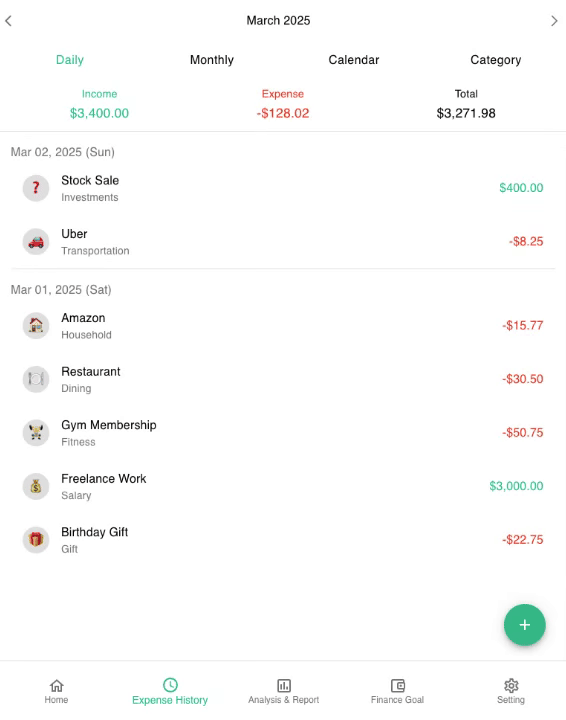 March 2025
Daily Monthly Calendar Category
Income Expense Total
$3,400.00 -$128.02 $3,271.98
Mar 02, 2025 (Sun)
Stock Sale
Investments
$400.00
Uber
Transportation
-$8.25
Mar 01, 2025 (Sat)
Amazon
Household
-$15.77
Restaurant
Dining
-$30.50
Gym Membership
Fitness
-$50.75
Freelance Work
Salary
$3,000.00
Birthday Gift
Gift
-$22.75
+
Home Expense History Analysis & Report Finance Goal Setting